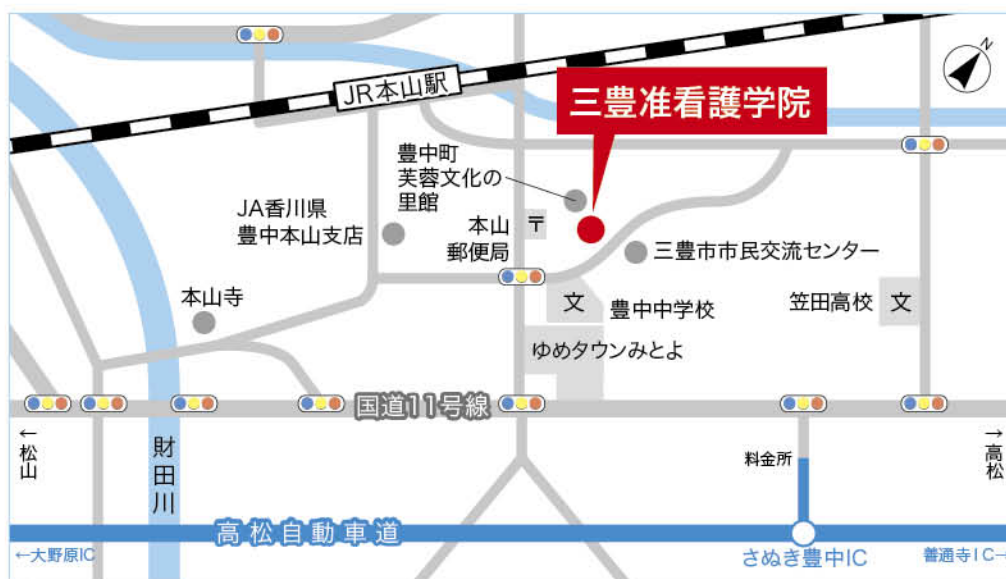 N
JR本山駅
三豊准看護学院
豊中町
芙蓉文化の
里館
JA香川県
豊中本山支店
本山
郵便局
〒
三豊市市民交流センター
本山寺
文
豊中中学校
笠田高校
文
ゆめタウンみとよ
国道11号線
←松山
財田川
料金所
→高松
高松自動車道
←大野原IC
さぬき豊中IC
善通寺IC→